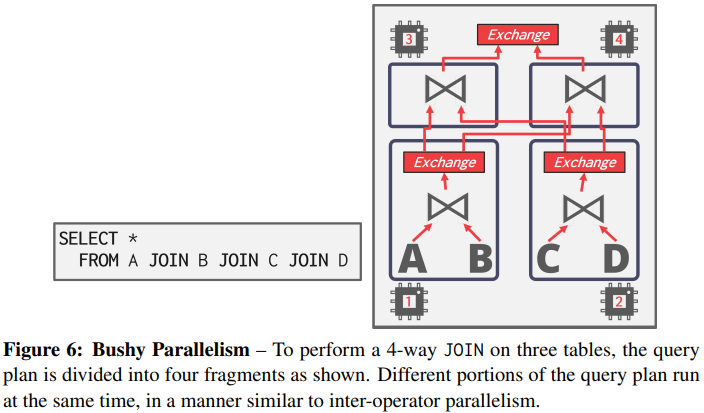 3
Exchange
4
Exchange
Exchange
A B C D
1
2
SELECT *
FROM A JOIN B JOIN C JOIN D
Figure 6: Bushy Parallelism – To perform a 4-way JOIN on three tables, the query
plan is divided into four fragments as shown. Different portions of the query plan run
at the same time, in a manner similar to inter-operator parallelism.